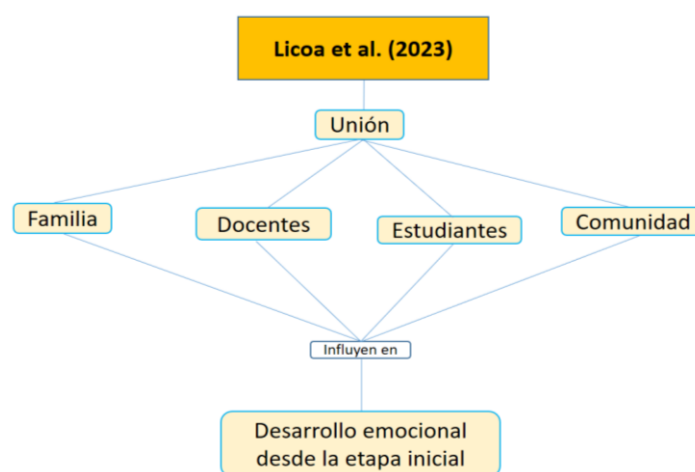 Licoa et al. (2023)
Unión
Familia
Docentes
Estudiantes
Comunidad
Influyen en
Desarrollo emocional
desde la etapa inicial